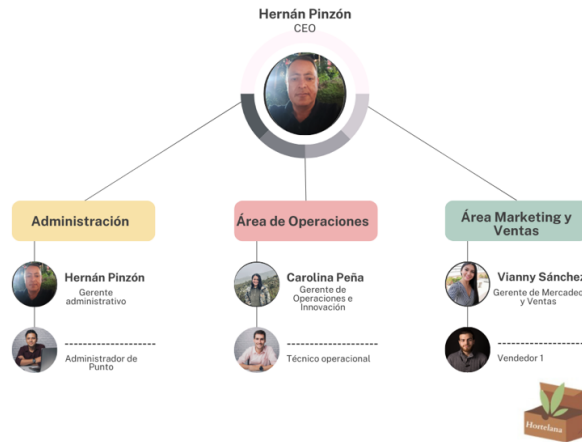 Hernán Pinzón
CEO
Administración
Área de Operaciones
Área Marketing y
Ventas
Hernán Pinzón
Gerente
administrativo
Carolina Peña
Gerente de
Operaciones e
Innovación
Vianny Sánchez
Gerente de Mercadeo
y Ventas
Administrador de
Punto
Técnico operacional
Vendedor 1
Hortelana